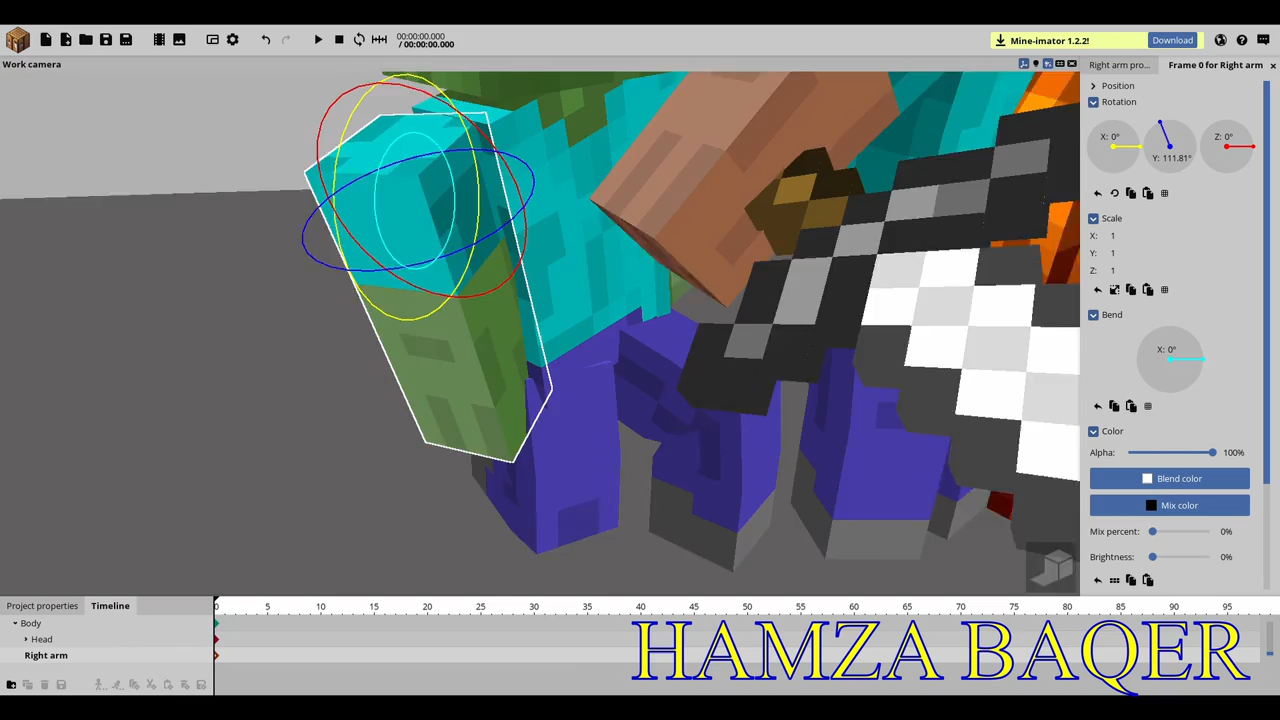 00:00:00.000
/ 00:00:00.000
Mine-imator 1.2.2!
Download
Work camera
Right arm pro...
Frame 0 for Right arm
Position
Rotation
X: 0°
Y: 111.81°
Z: 0°
Scale
X: 1
Y: 1
Z: 1
Bend
X: 0°
Color
Alpha: 100%
Blend color
Mix color
Mix percent: 0%
Brightness: 0%
Project properties
Timeline
0 5 10 15 20 25 30 35 40 45 50 55 60 65 70 75 80 85 90 95
Body
Head
Right arm
HAMZA BAQER